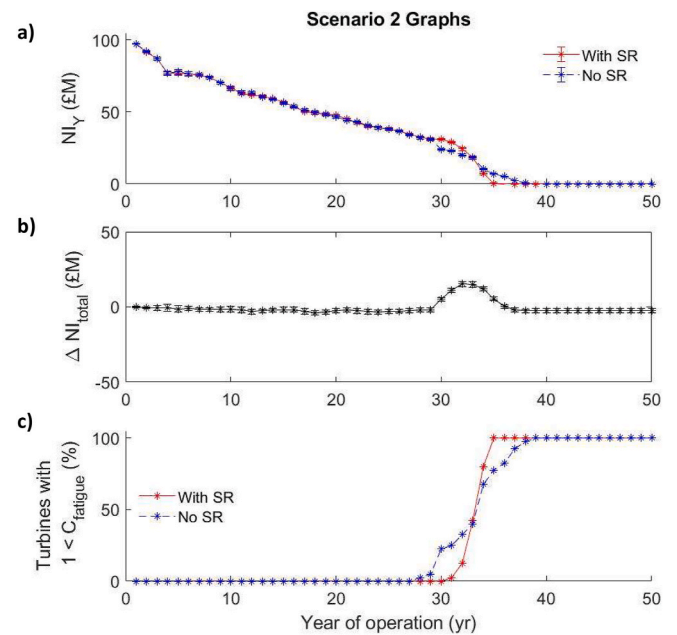 Scenario 2 Graphs
a)
NI_Y (£M)
100
50
0
With SR
No SR
0 10 20 30 40 50
b)
Δ NI_total (£M)
50
0
-50
0 10 20 30 40 50
c)
Turbines with
1 < C_fatigue (%)
100
50
0
With SR
No SR
0 10 20 30 40 50
Year of operation (yr)